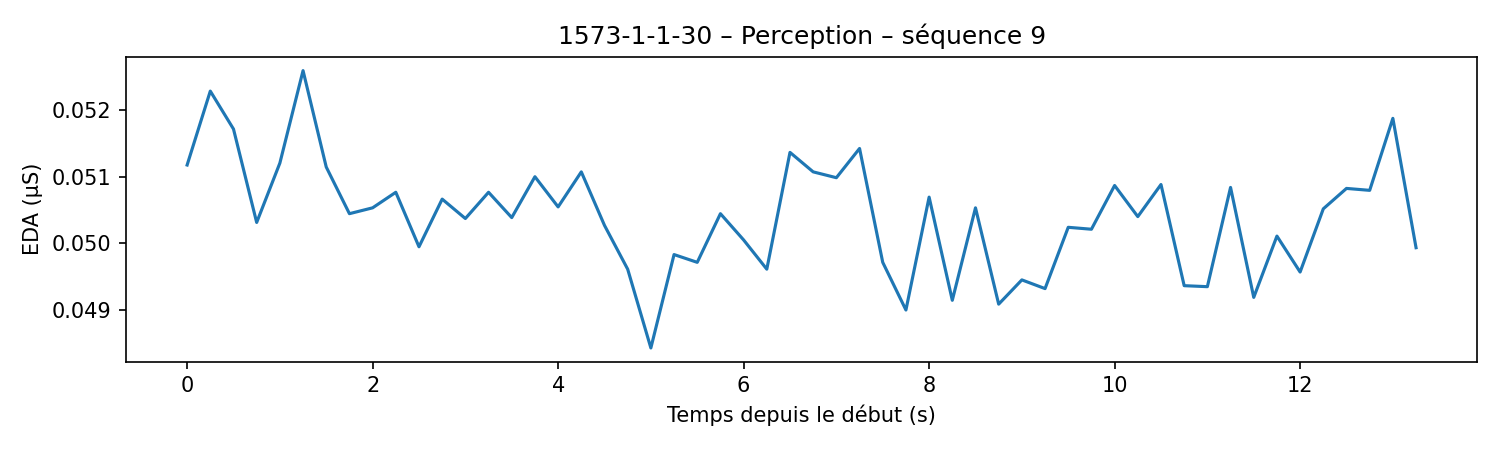 1573-1-1-30 – Perception – séquence 9
EDA (µS)
0.052
0.051
0.050
0.049
0 2 4 6 8 10 12
Temps depuis le début (s)